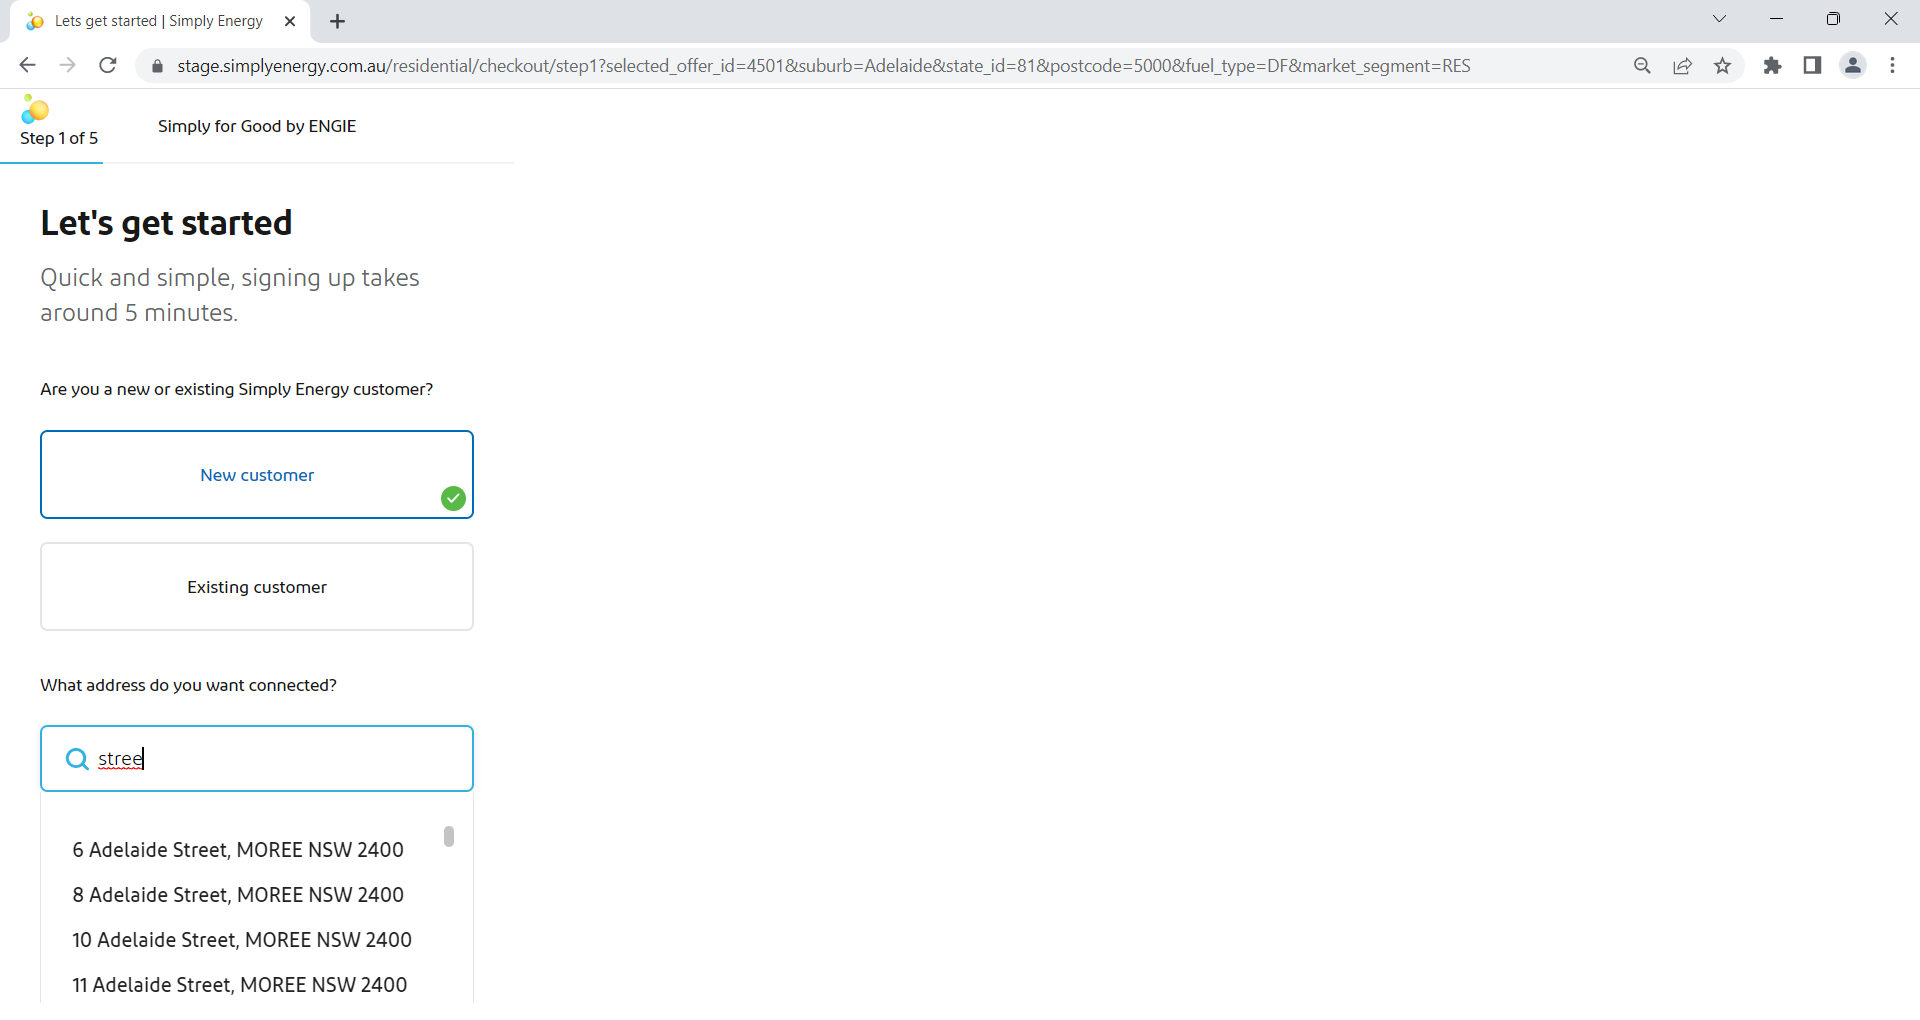 Lets get started | Simply Energy
stage.simplyenergy.com.au/residential/checkout/step1?selected_offer_id=4501&suburb=Adelaide&state_id=81&postcode=5000&fuel_type=DF&market_segment=RES
Step 1 of 5
Simply for Good by ENGIE
Let's get started
Quick and simple, signing up takes
around 5 minutes.
Are you a new or existing Simply Energy customer?
New customer
Existing customer
What address do you want connected?
stree
6 Adelaide Street, MOREE NSW 2400
8 Adelaide Street, MOREE NSW 2400
10 Adelaide Street, MOREE NSW 2400
11 Adelaide Street, MOREE NSW 2400